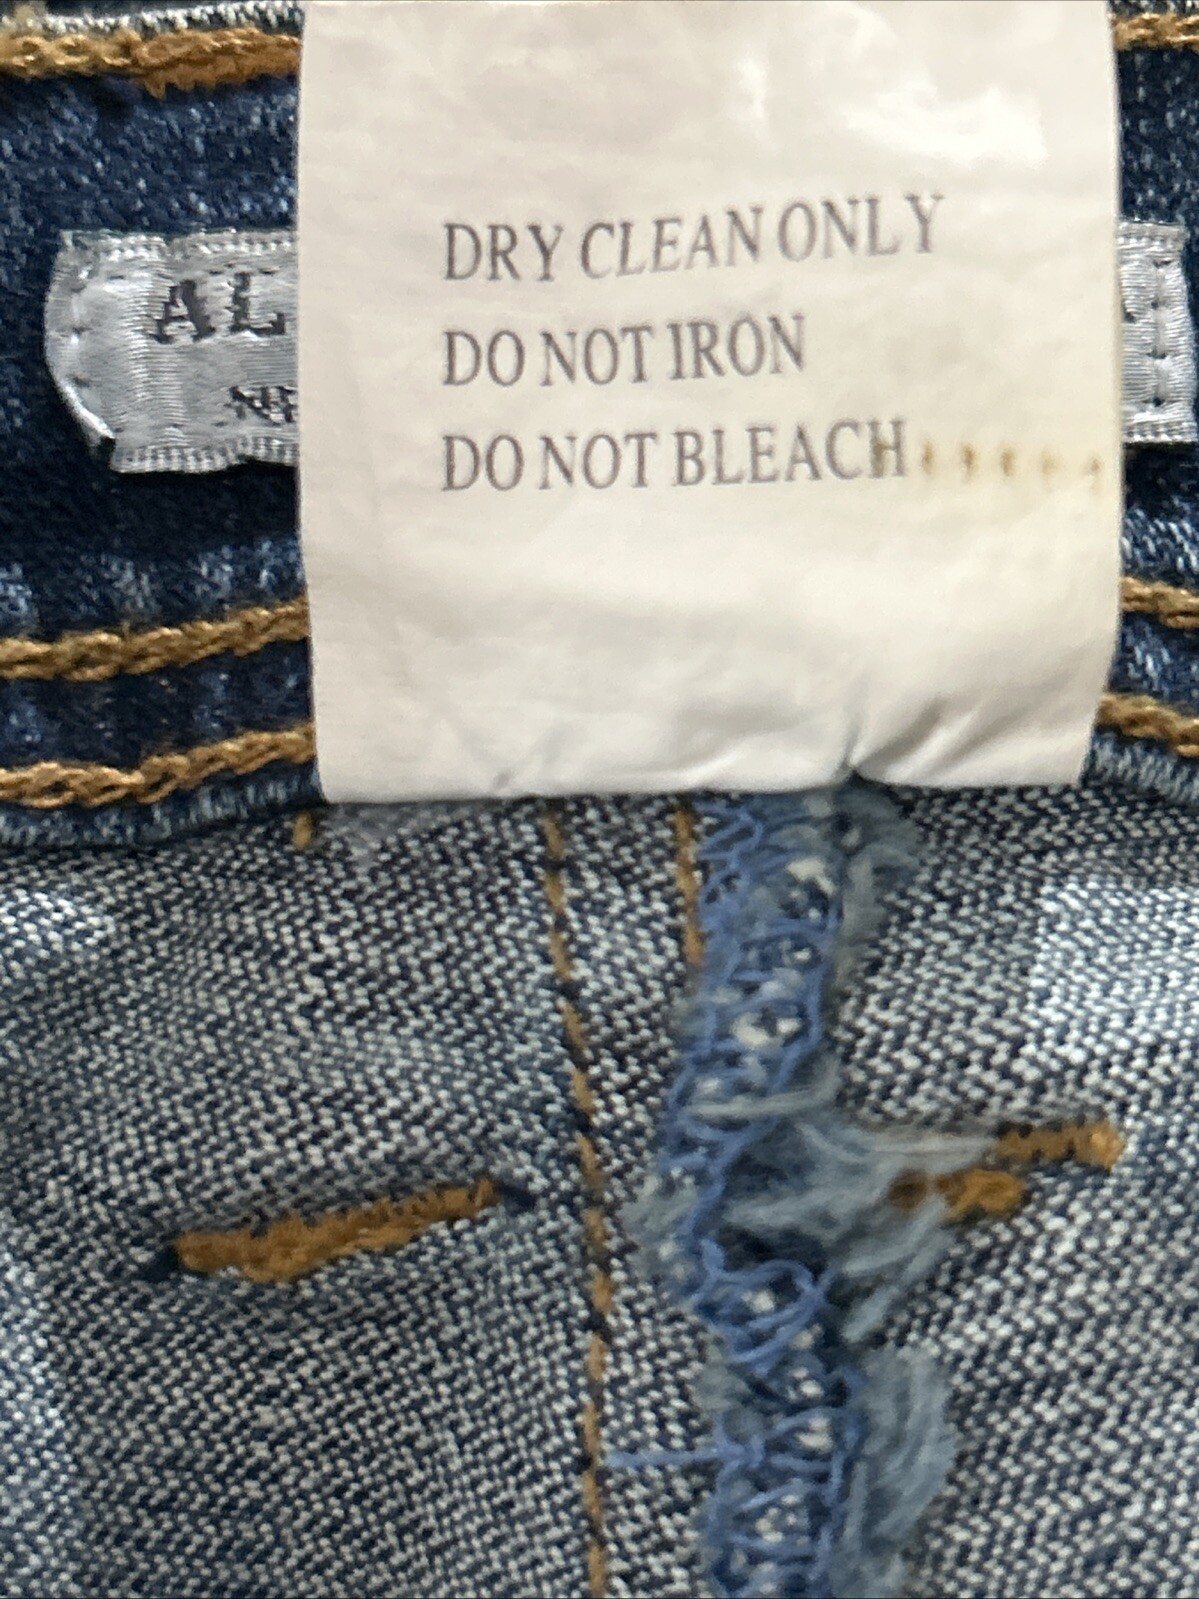 DRY CLEAN ONLY
DO NOT IRON
DO NOT BLEACH
AL